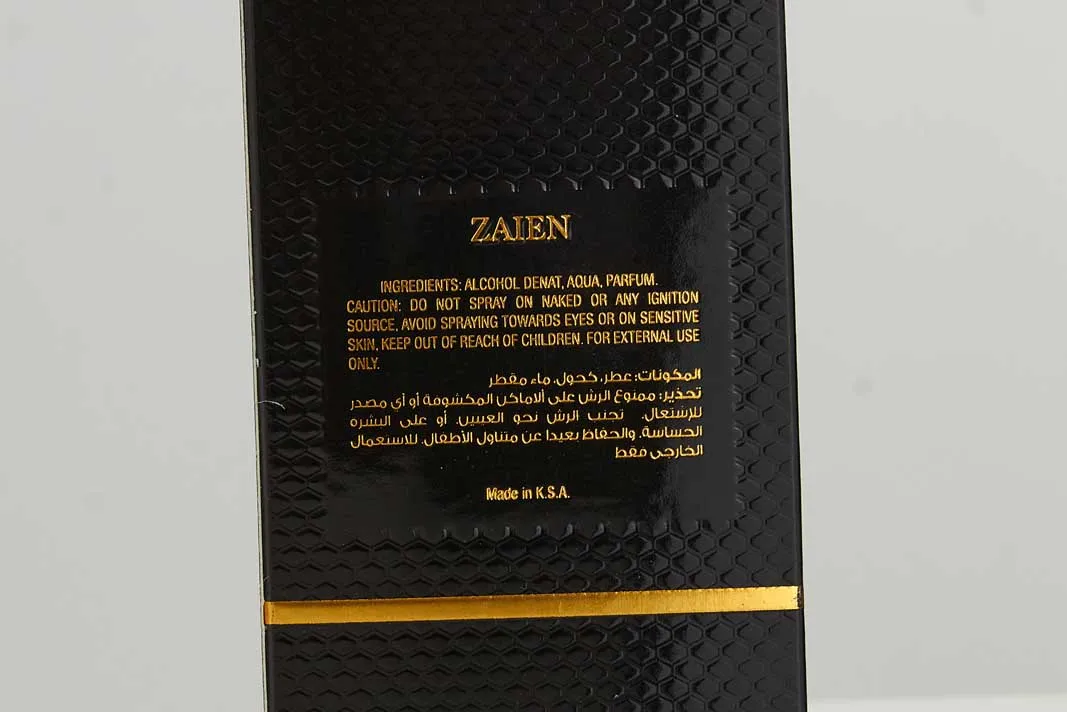 ZAIEN
INGREDIENTS: ALCOHOL DENAT, AQUA, PARFUM.
CAUTION: DO NOT SPRAY ON NAKED OR ANY IGNITION
SOURCE, AVOID SPRAYING TOWARDS EYES OR ON SENSITIVE
SKIN, KEEP OUT OF REACH OF CHILDREN. FOR EXTERNAL USE
ONLY.
المكونات: عطر، كحول، ماء مقطر
تحذير: ممنوع الرش على ألاماكن المكشوفة أو أي مصدر
للإشتعال. تجنب الرش نحو العينين. أو على البشره
الحساسة. والحفاظ بعيدا عن متناول الأطفال. للاستعمال
الخارجى فقط
Made in K.S.A.